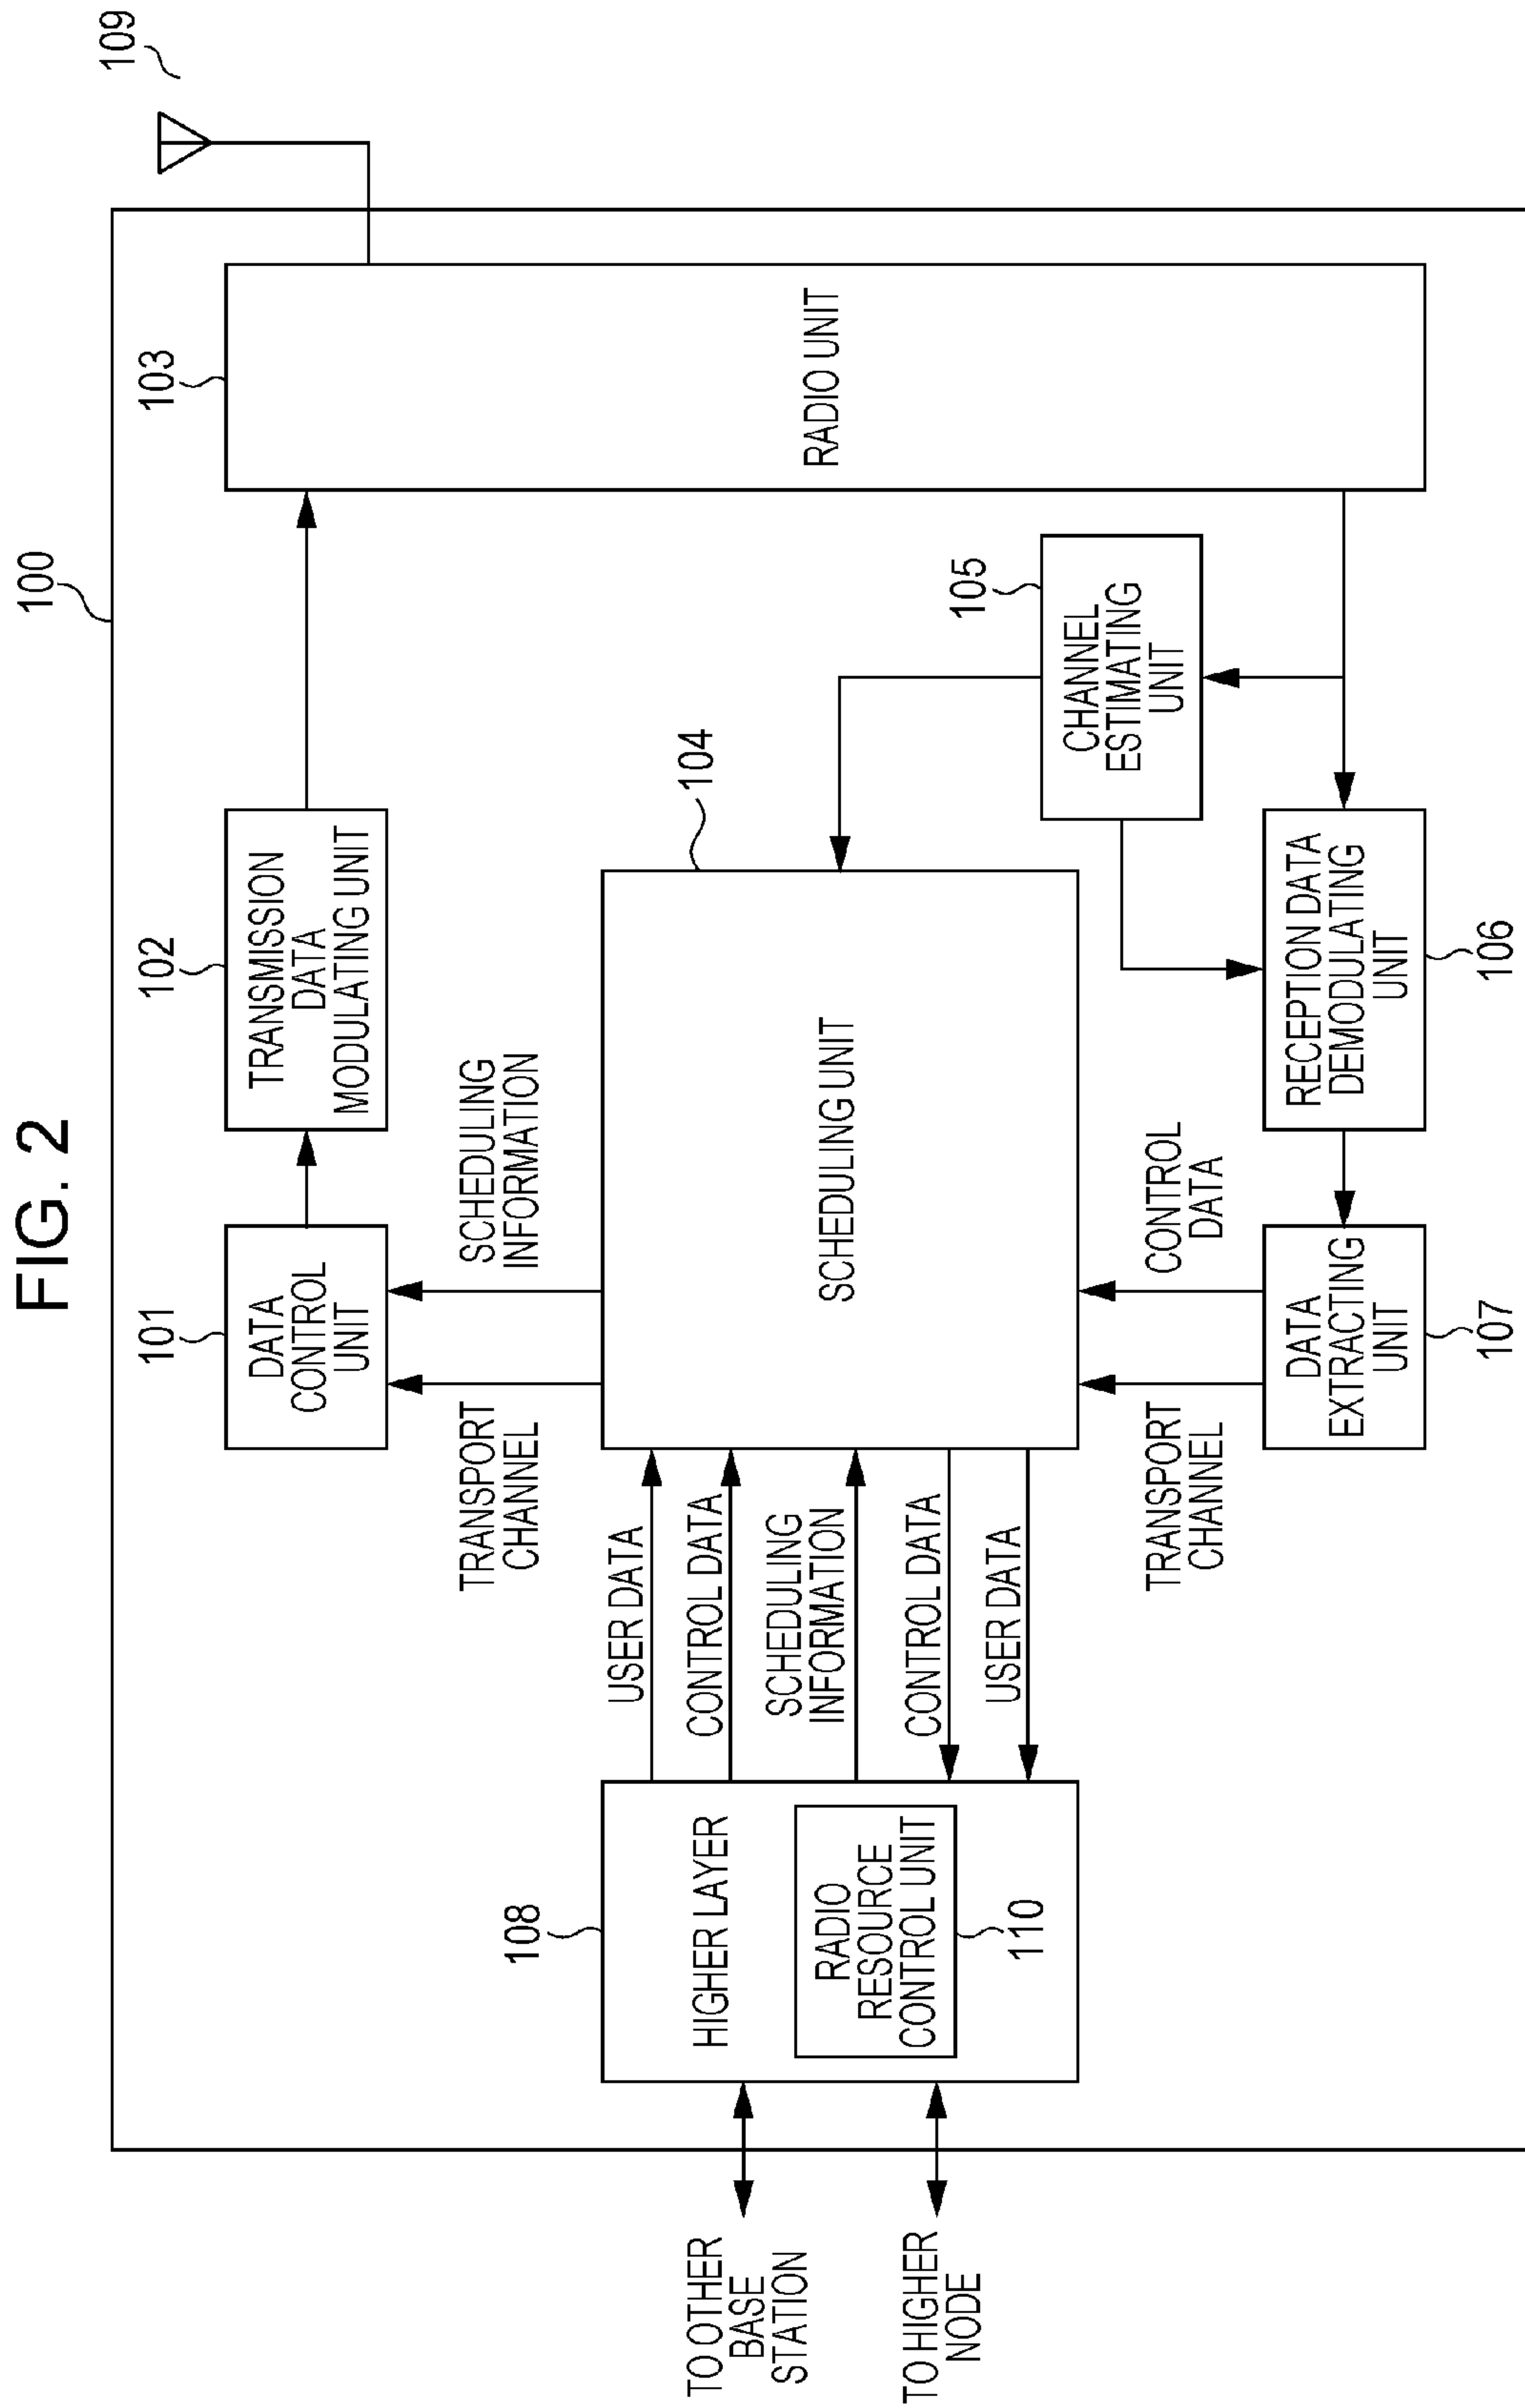 FIG. 2
100
109
101
DATA
CONTROL
UNIT
102
TRANSMISSION
DATA
MODULATING UNIT
103
RADIO UNIT
TRANSPORT
CHANNEL
SCHEDULING
INFORMATION
104
SCHEDULING UNIT
108
HIGHER LAYER
RADIO
RESOURCE
CONTROL UNIT
110
USER DATA
CONTROL DATA
SCHEDULING
INFORMATION
CONTROL DATA
USER DATA
TO OTHER
BASE
STATION
TO HIGHER
NODE
105
CHANNEL
ESTIMATING
UNIT
TRANSPORT
CHANNEL
CONTROL
DATA
DATA
EXTRACTING
UNIT
107
RECEPTION DATA
DEMODULATING
UNIT
106